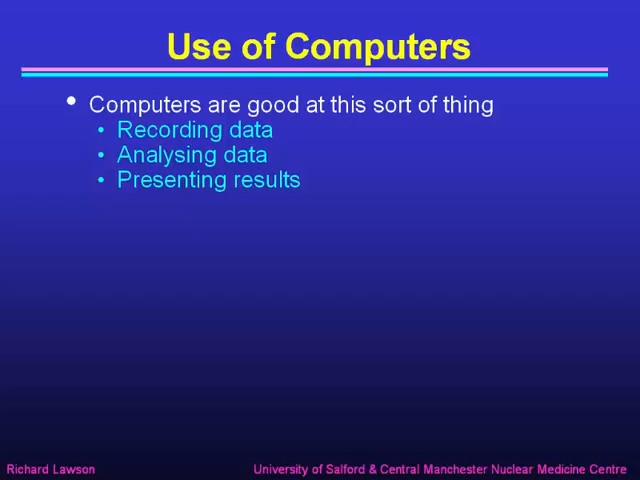 Use of Computers
• Computers are good at this sort of thing
• Recording data
• Analysing data
• Presenting results
Richard Lawson
University of Salford & Central Manchester Nuclear Medicine Centre